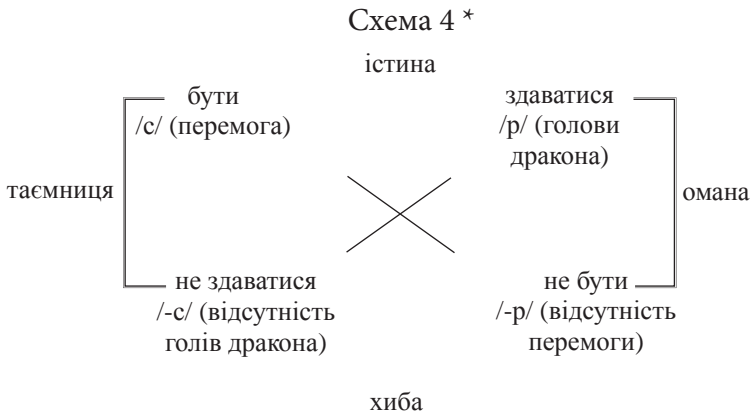 Схема 4 *
істина
бути
/с/ (перемога)
здаватися
/р/ (голови
дракона)
таємниця
омана
не здаватися
/-с/ (відсутність
голів дракона)
не бути
/-р/ (відсутність
перемоги)
хиба